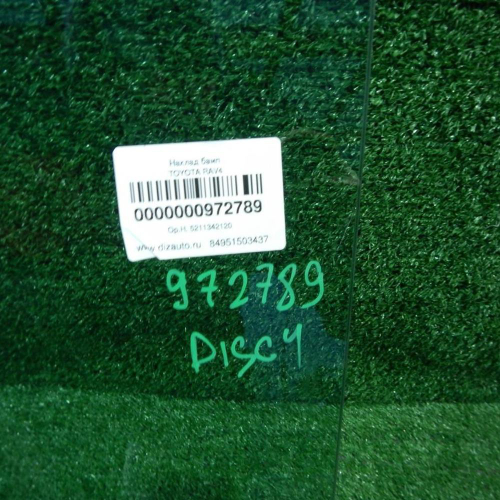 Наклад бамп
TOYOTA RAV4
0000000972789
Ор.Н. 5211342120
www.dizauto.ru 84951503437
972789
DISC4